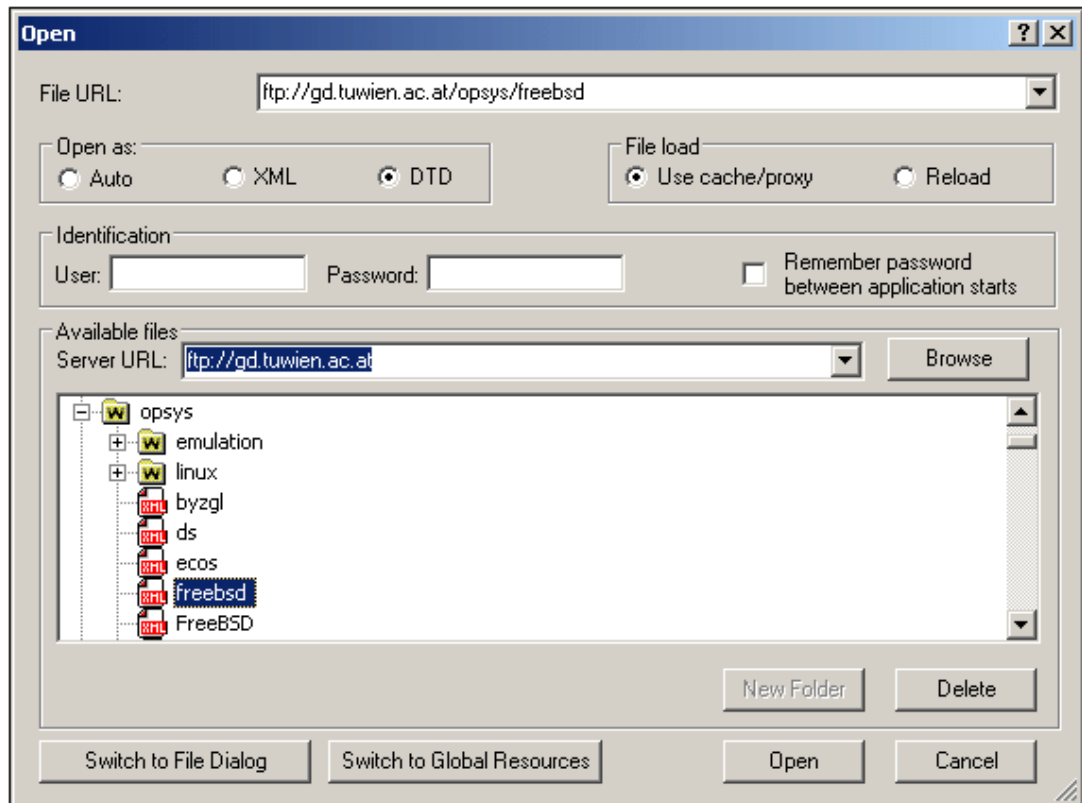 Open
File URL: ftp://gd.tuwien.ac.at/opsys/freebsd
Open as: File load
Auto XML DTD Use cache/proxy Reload
Identification
User: Password: Remember password
between application starts
Available files
Server URL: ftp://gd.tuwien.ac.at Browse
opsys
emulation
linux
byzgl
ds
ecos
freebsd
FreeBSD
New Folder Delete
Switch to File Dialog Switch to Global Resources Open Cancel